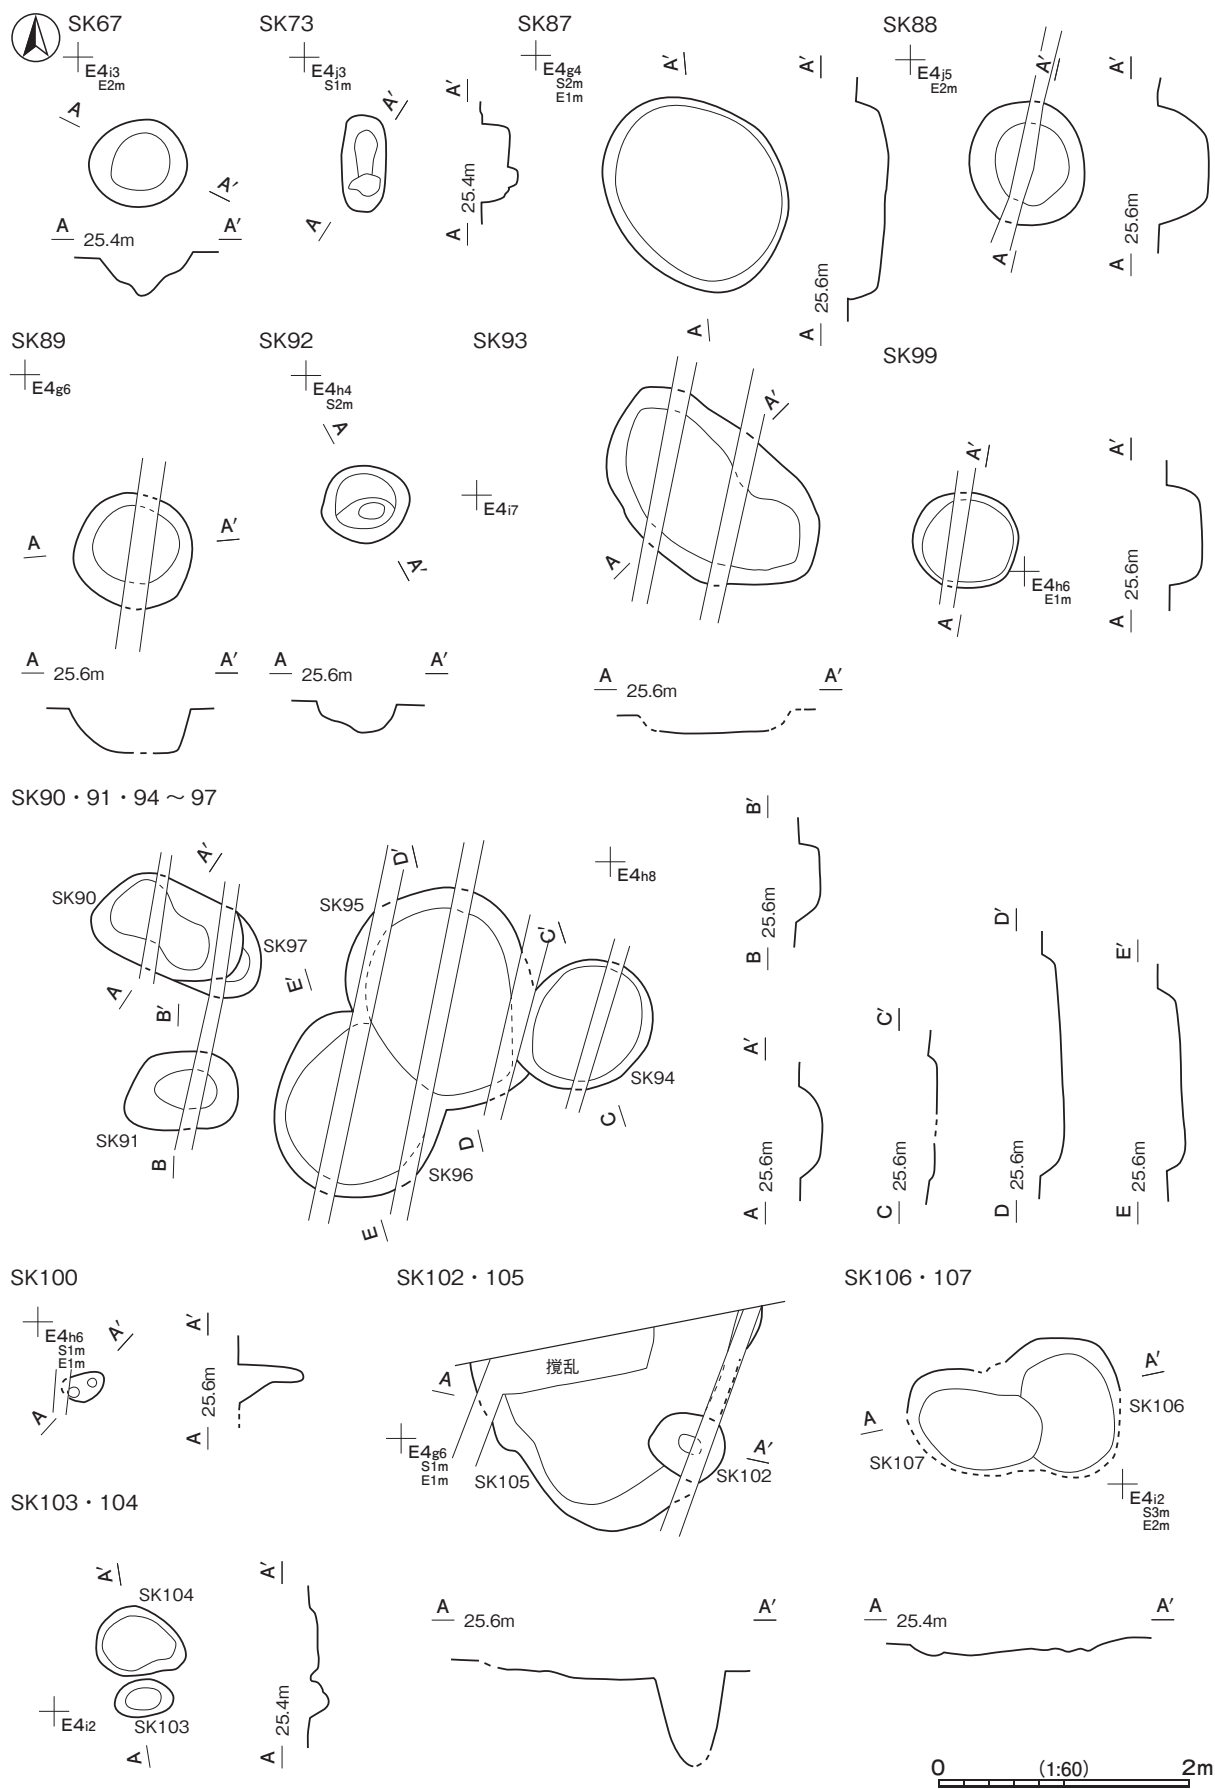 SK67
E4i3
E2m
A
A′
A 25.4m A′
SK73
E4j3
S1m
A′
A
A 25.4m A′
SK87
E4g4
S2m
E1m
A′
A
A 25.6m A′
SK88
E4j5
E2m
A′
A
A 25.6m A′
SK89
E4g6
A
A′
A 25.6m A′
SK92
E4h4
S2m
A
A′
A 25.6m A′
SK93
E4i7
A′
A
A 25.6m A′
SK99
A′
E4h6
E1m
A
A 25.6m A′
SK90・91・94～97
SK90
A′
SK97
A
B′
SK91
B
SK95
D′
E′
C′
E4h8
SK94
C
D
SK96
E
B 25.6m B′
A 25.6m A′
C 25.6m C′
D 25.6m D′
E 25.6m E′
SK100
E4h6
S1m
E1m
A′
A
A 25.6m A′
SK102・105
撹乱
A
E4g6
S1m
E1m
SK105
A′
SK102
A 25.6m A′
SK106・107
A′
SK106
A
SK107
E4i2
S3m
E2m
A 25.4m A′
SK103・104
A′
SK104
E4i2
SK103
A
A 25.4m A′
0 (1:60) 2m